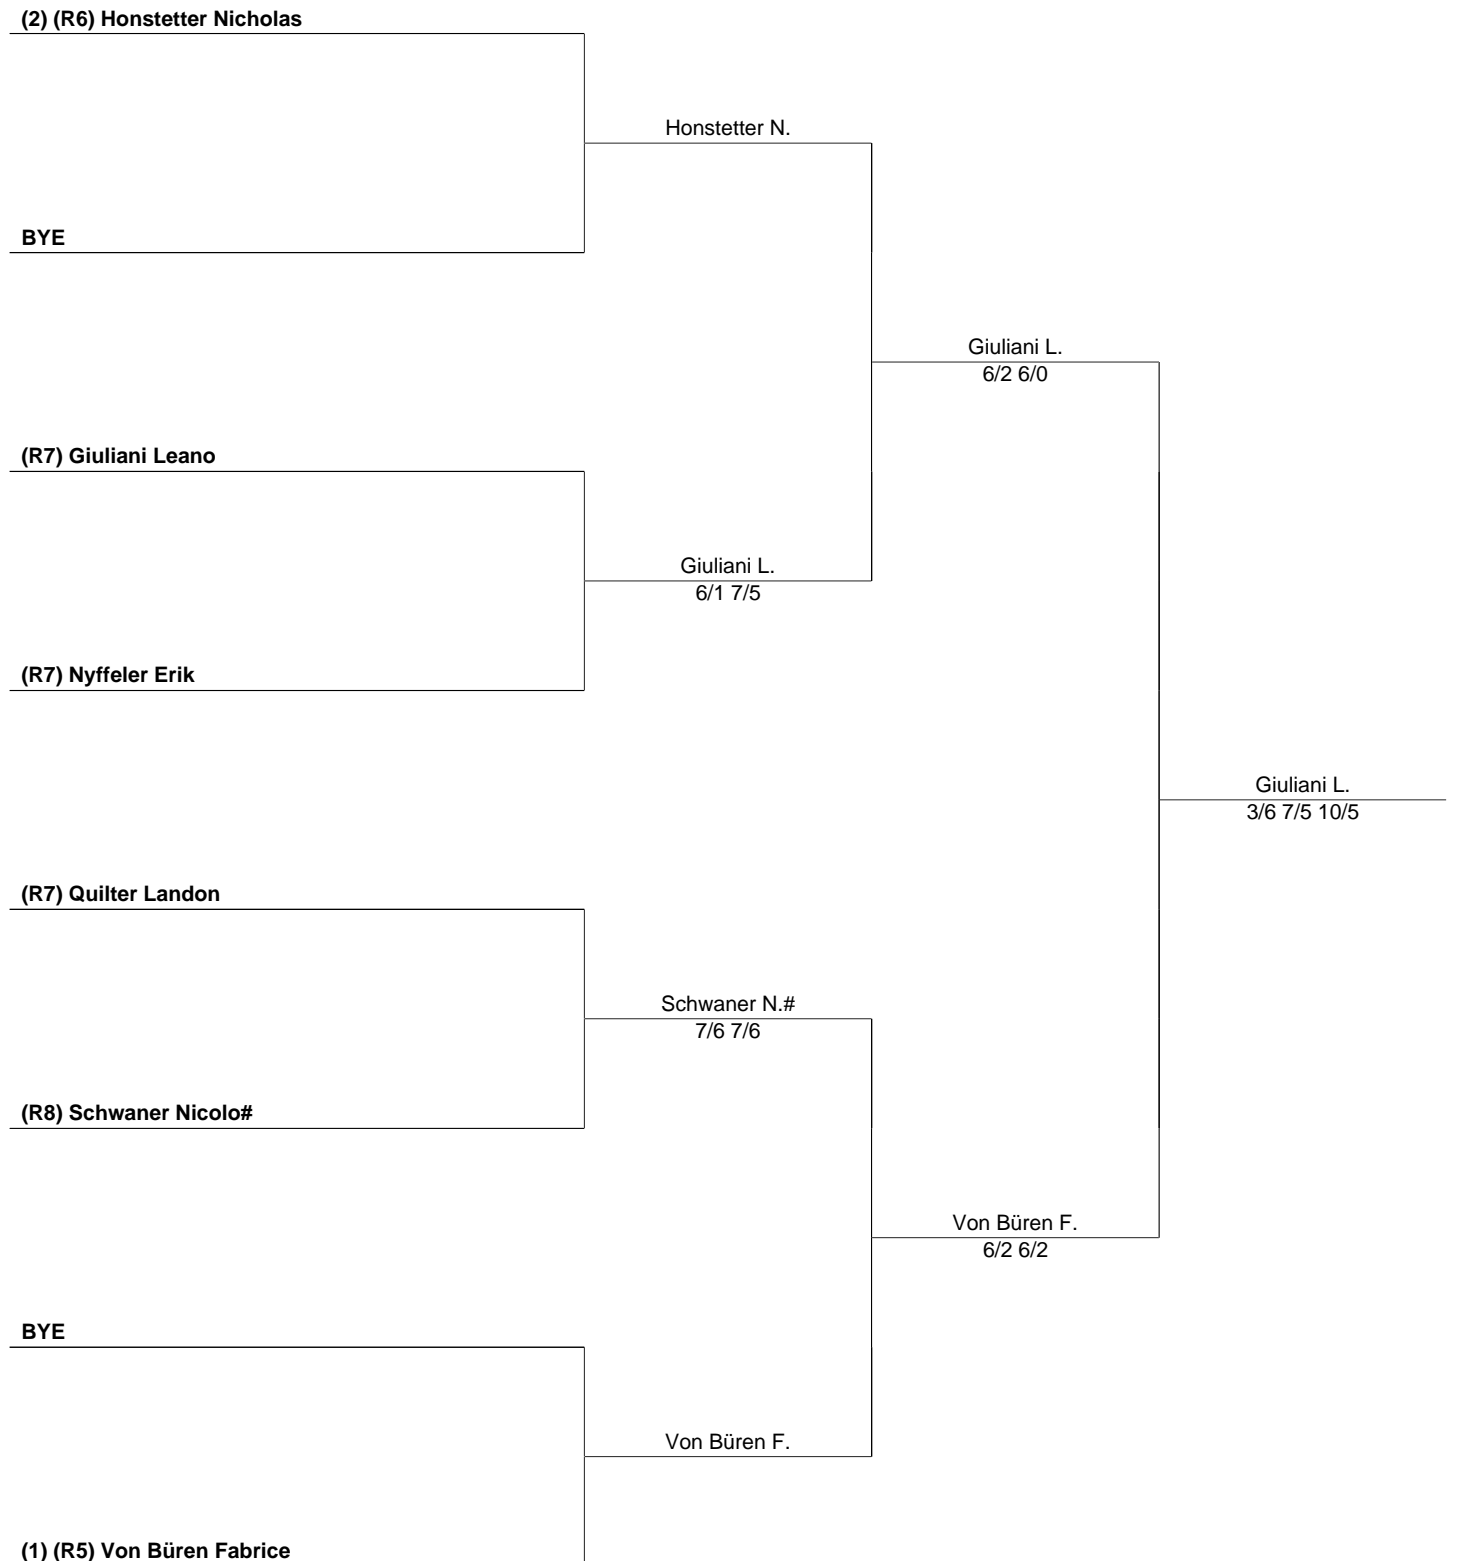 (2) (R6) Honstetter Nicholas
Honstetter N.
BYE
Giuliani L.
6/2 6/0
(R7) Giuliani Leano
Giuliani L.
6/1 7/5
(R7) Nyffeler Erik
Giuliani L.
3/6 7/5 10/5
(R7) Quilter Landon
Schwaner N.#
7/6 7/6
(R8) Schwaner Nicolo#
Von Büren F.
6/2 6/2
BYE
Von Büren F.
(1) (R5) Von Büren Fabrice